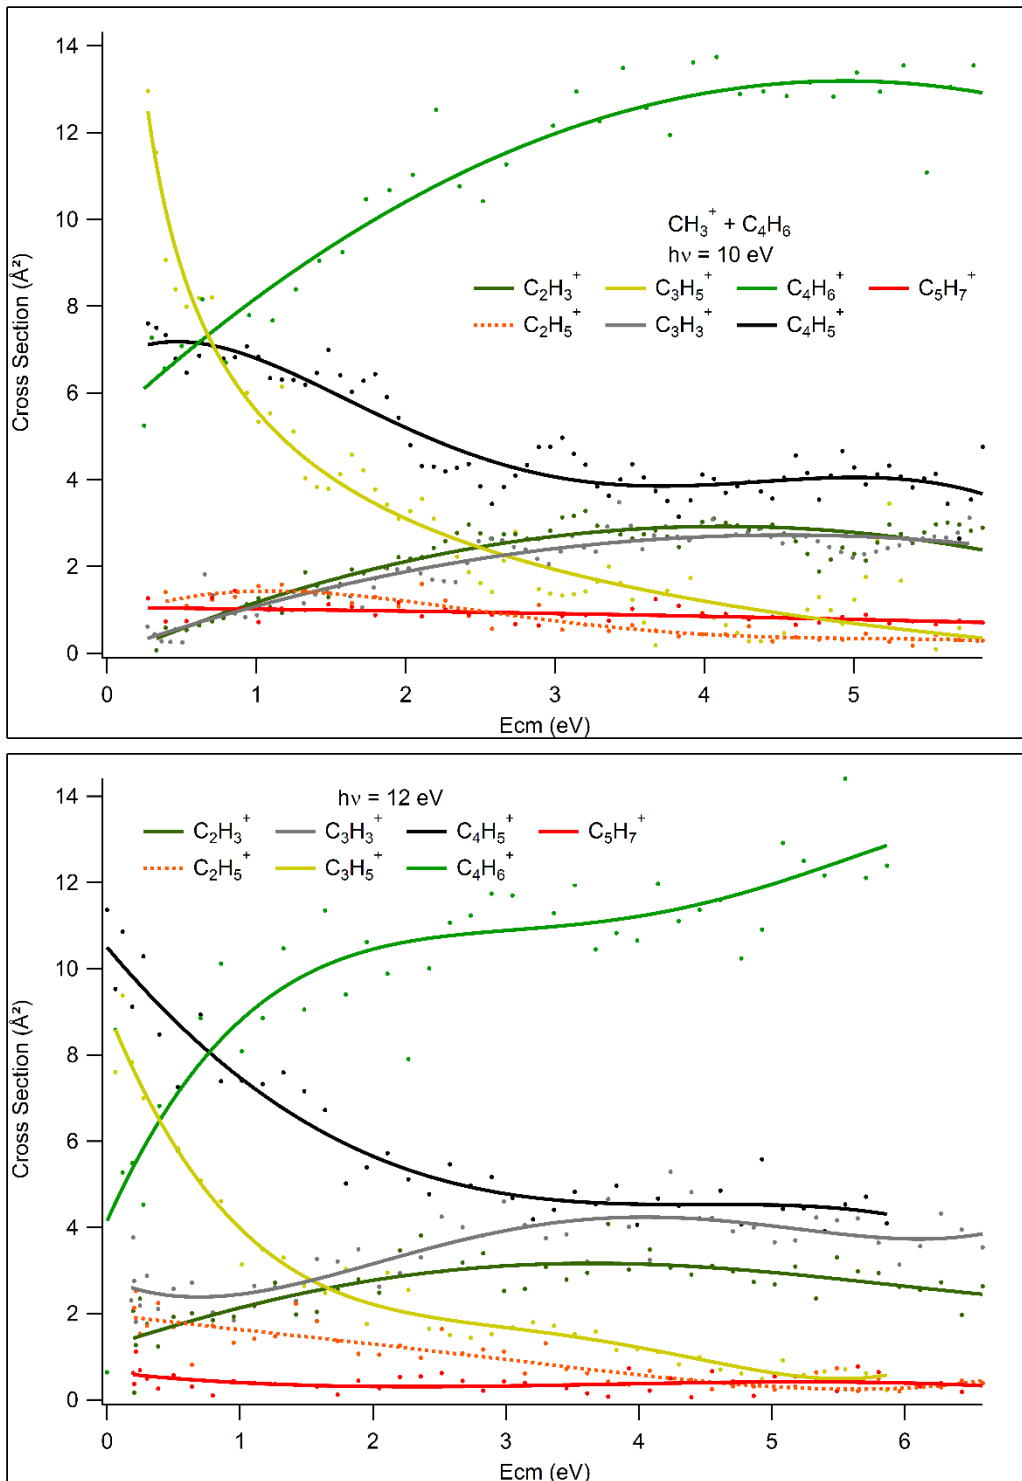 14
12
10
8
6
4
2
0
Cross Section (Å²)
CH₃⁺ + C₄H₆
hν = 10 eV
C₂H₃⁺ C₃H₅⁺ C₄H₆⁺ C₅H₇⁺
C₂H₅⁺ C₃H₃⁺ C₄H₅⁺
0 1 2 3 4 5
Ecm (eV)
14
12
10
8
6
4
2
0
Cross Section (Å²)
hν = 12 eV
C₂H₃⁺ C₃H₃⁺ C₄H₅⁺ C₅H₇⁺
C₂H₅⁺ C₃H₅⁺ C₄H₆⁺
0 1 2 3 4 5 6
Ecm (eV)